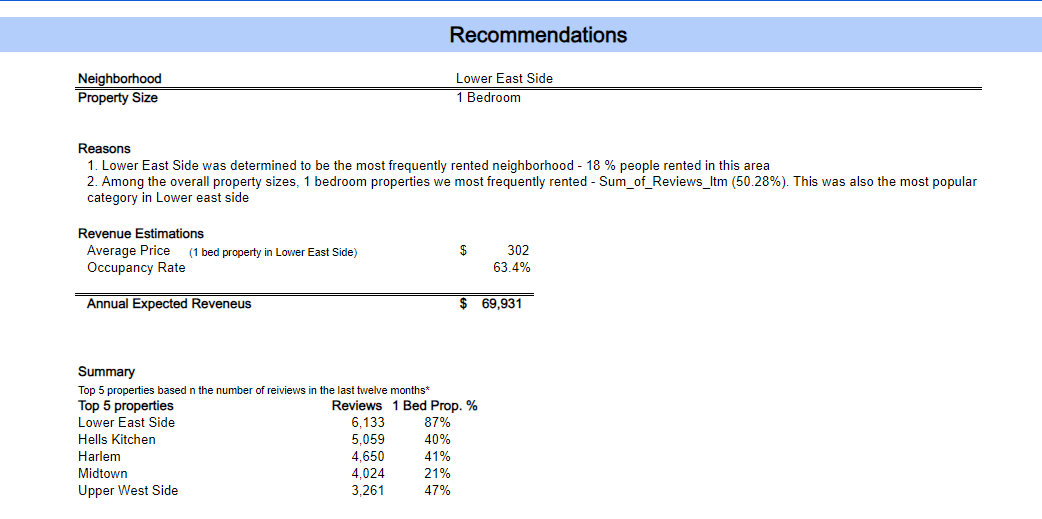 Recommendations
Neighborhood Lower East Side
Property Size 1 Bedroom
Reasons
1. Lower East Side was determined to be the most frequently rented neighborhood - 18 % people rented in this area
2. Among the overall property sizes, 1 bedroom properties we most frequently rented - Sum_of_Reviews_ltm (50.28%). This was also the most popular
category in Lower east side
Revenue Estimations
Average Price (1 bed property in Lower East Side) $ 302
Occupancy Rate 63.4%
Annual Expected Reveneus $ 69,931
Summary
Top 5 properties based n the number of reiviews in the last twelve months*
Top 5 properties Reviews 1 Bed Prop. %
Lower East Side 6,133 87%
Hells Kitchen 5,059 40%
Harlem 4,650 41%
Midtown 4,024 21%
Upper West Side 3,261 47%